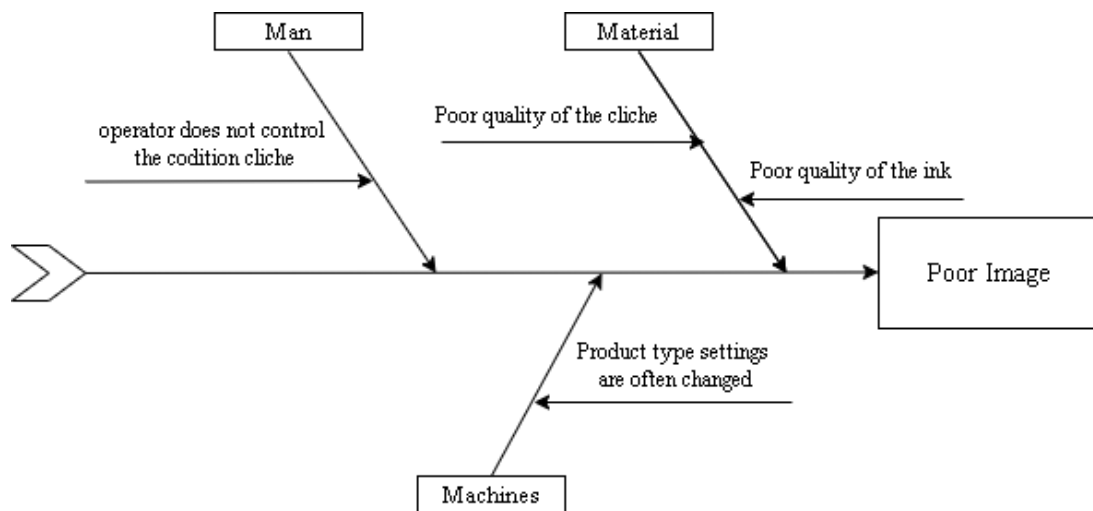 Man
Material
operator does not control
the codition cliche
Poor quality of the cliche
Poor quality of the ink
Poor Image
Product type settings
are often changed
Machines